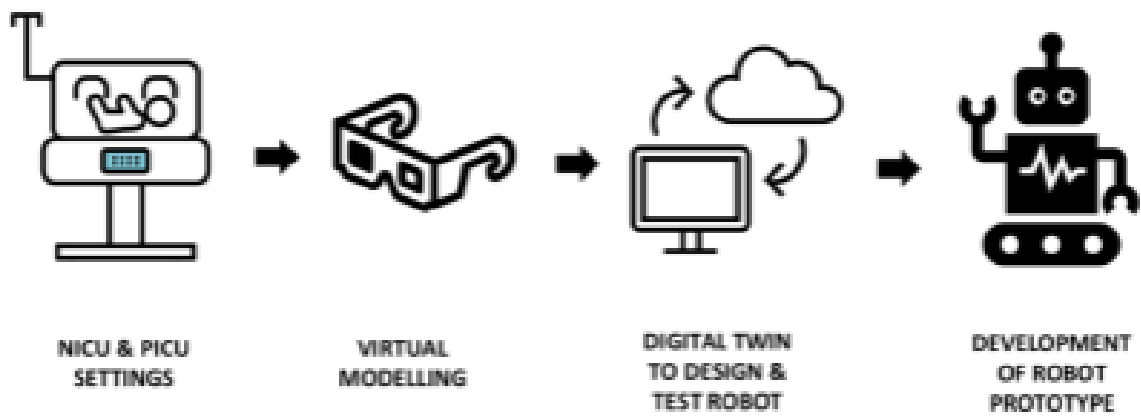 NICU & PICU
SETTINGS
VIRTUAL
MODELLING
DIGITAL TWIN
TO DESIGN &
TEST ROBOT
DEVELOPMENT
OF ROBOT
PROTOTYPE